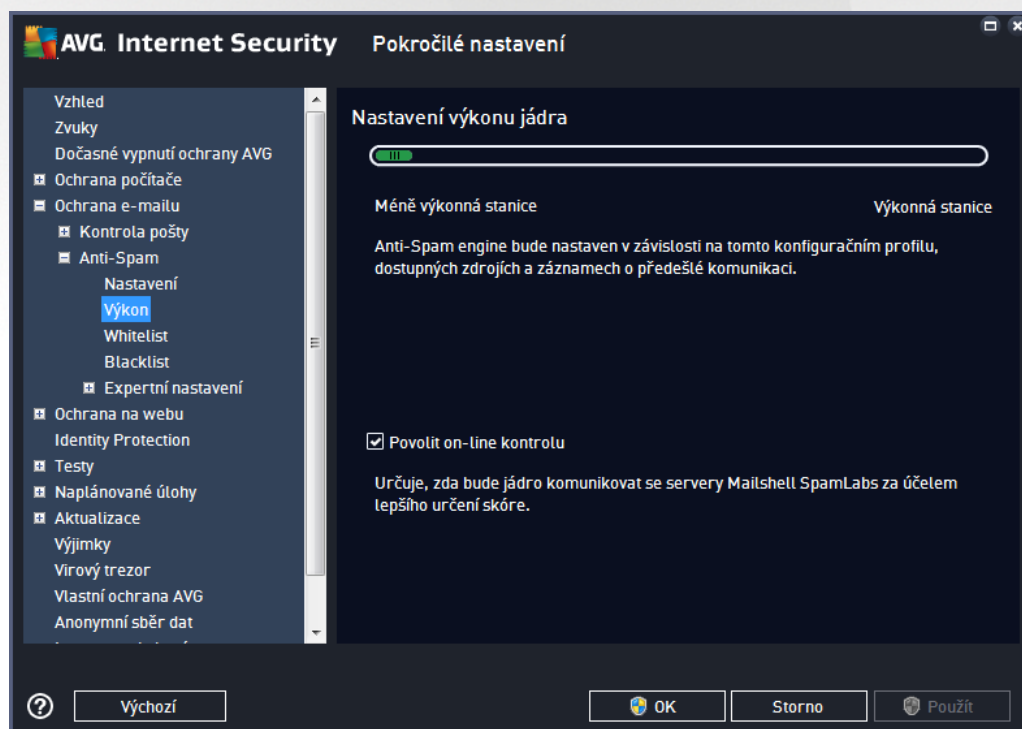 AVG. Internet Security Pokročilé nastavení
Vzhled
Zvuky
Dočasné vypnutí ochrany AVG
Ochrana počítače
Ochrana e-mailu
Kontrola pošty
Anti-Spam
Nastavení
Výkon
Whitelist
Blacklist
Expertní nastavení
Ochrana na webu
Identity Protection
Testy
Naplánované úlohy
Aktualizace
Výjimky
Virový trezor
Vlastní ochrana AVG
Anonymní sběr dat
Nastavení výkonu jádra
Méně výkonná stanice Výkonná stanice
Anti-Spam engine bude nastaven v závislosti na tomto konfiguračním profilu,
dostupných zdrojích a záznamech o předešlé komunikaci.
Povolit on-line kontrolu
Určuje, zda bude jádro komunikovat se servery Mailshell SpamLabs za účelem
lepšího určení skóre.
Výchozí OK Storno Použít